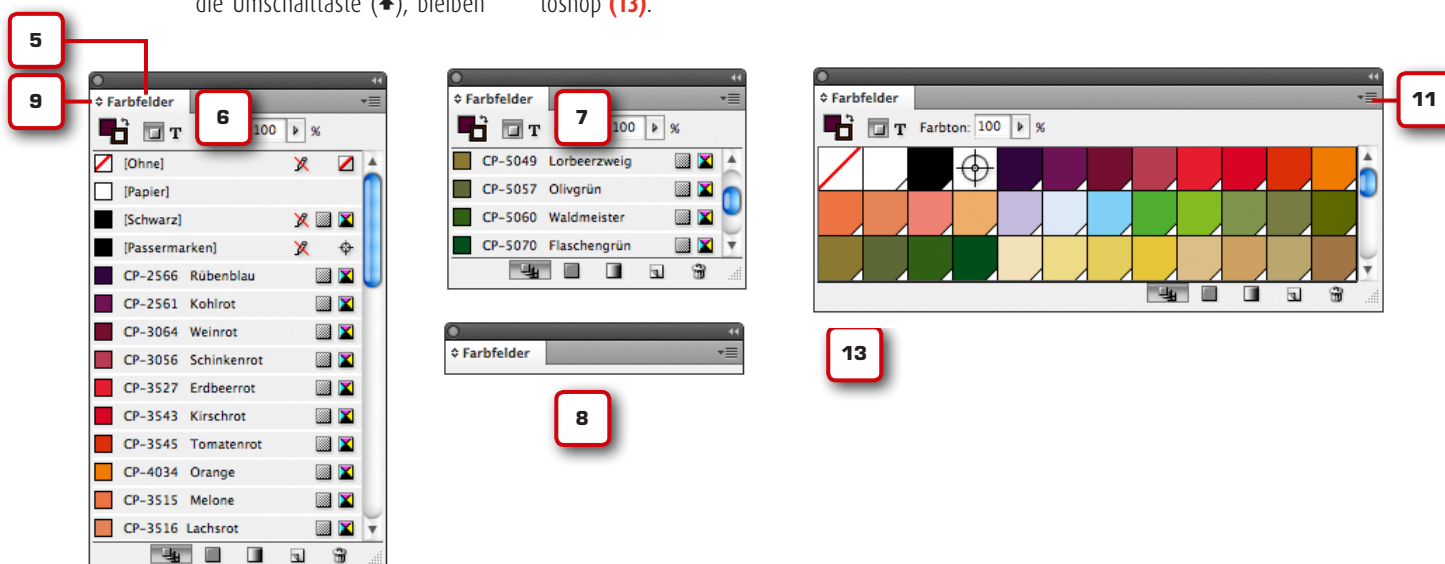 die Umschalttaste (⬆), bleiben
toshop (13).
5
9
Farbfelder
6
T
100
%
[Ohne]
[Papier]
[Schwarz]
[Passermarken]
CP-2566 Rübenblau
CP-2561 Kohlrot
CP-3064 Weinrot
CP-3056 Schinkenrot
CP-3527 Erdbeerrot
CP-3543 Kirschrot
CP-3545 Tomatenrot
CP-4034 Orange
CP-3515 Melone
CP-3516 Lachsrot
Farbfelder
7
T
100
%
CP-5049 Lorbeerzweig
CP-5057 Olivgrün
CP-5060 Waldmeister
CP-5070 Flaschengrün
Farbfelder
8
Farbfelder
11
T Farbton: 100 %
13